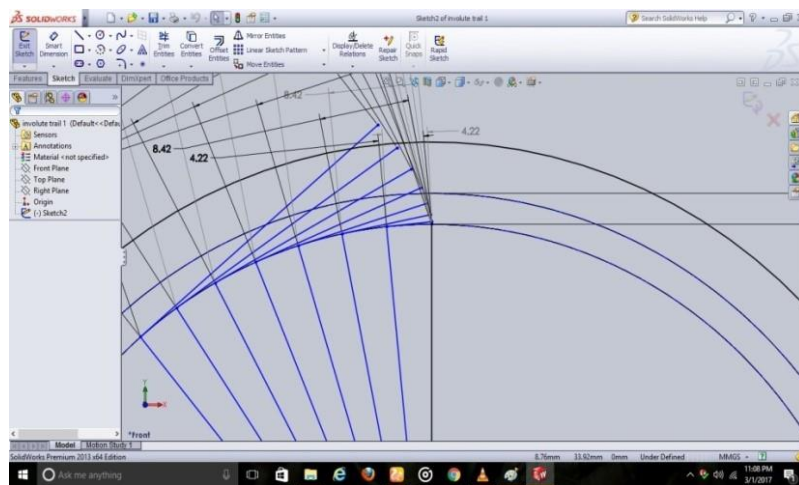 SOLIDWORKS
Sketch2 of involute trail 1
Search SolidWorks Help
Exit Sketch
Smart Dimension
Trim Entities
Convert Entities
Offset Entities
Mirror Entities
Linear Sketch Pattern
Move Entities
Display/Delete Relations
Repair Sketch
Quick Snaps
Rapid Sketch
Features Sketch Evaluate DimXpert Office Products
involute trail 1 (Default<<Defau
Sensors
Annotations
Material <not specified>
Front Plane
Top Plane
Right Plane
Origin
(-) Sketch2
8.42
4.22
8.42
4.22
Y
X
*Front
Model Motion Study 1
SolidWorks Premium 2013 x64 Edition
8.76mm 33.92mm 0mm Under Defined MMGS
Ask me anything
11:08 PM
3/1/2017